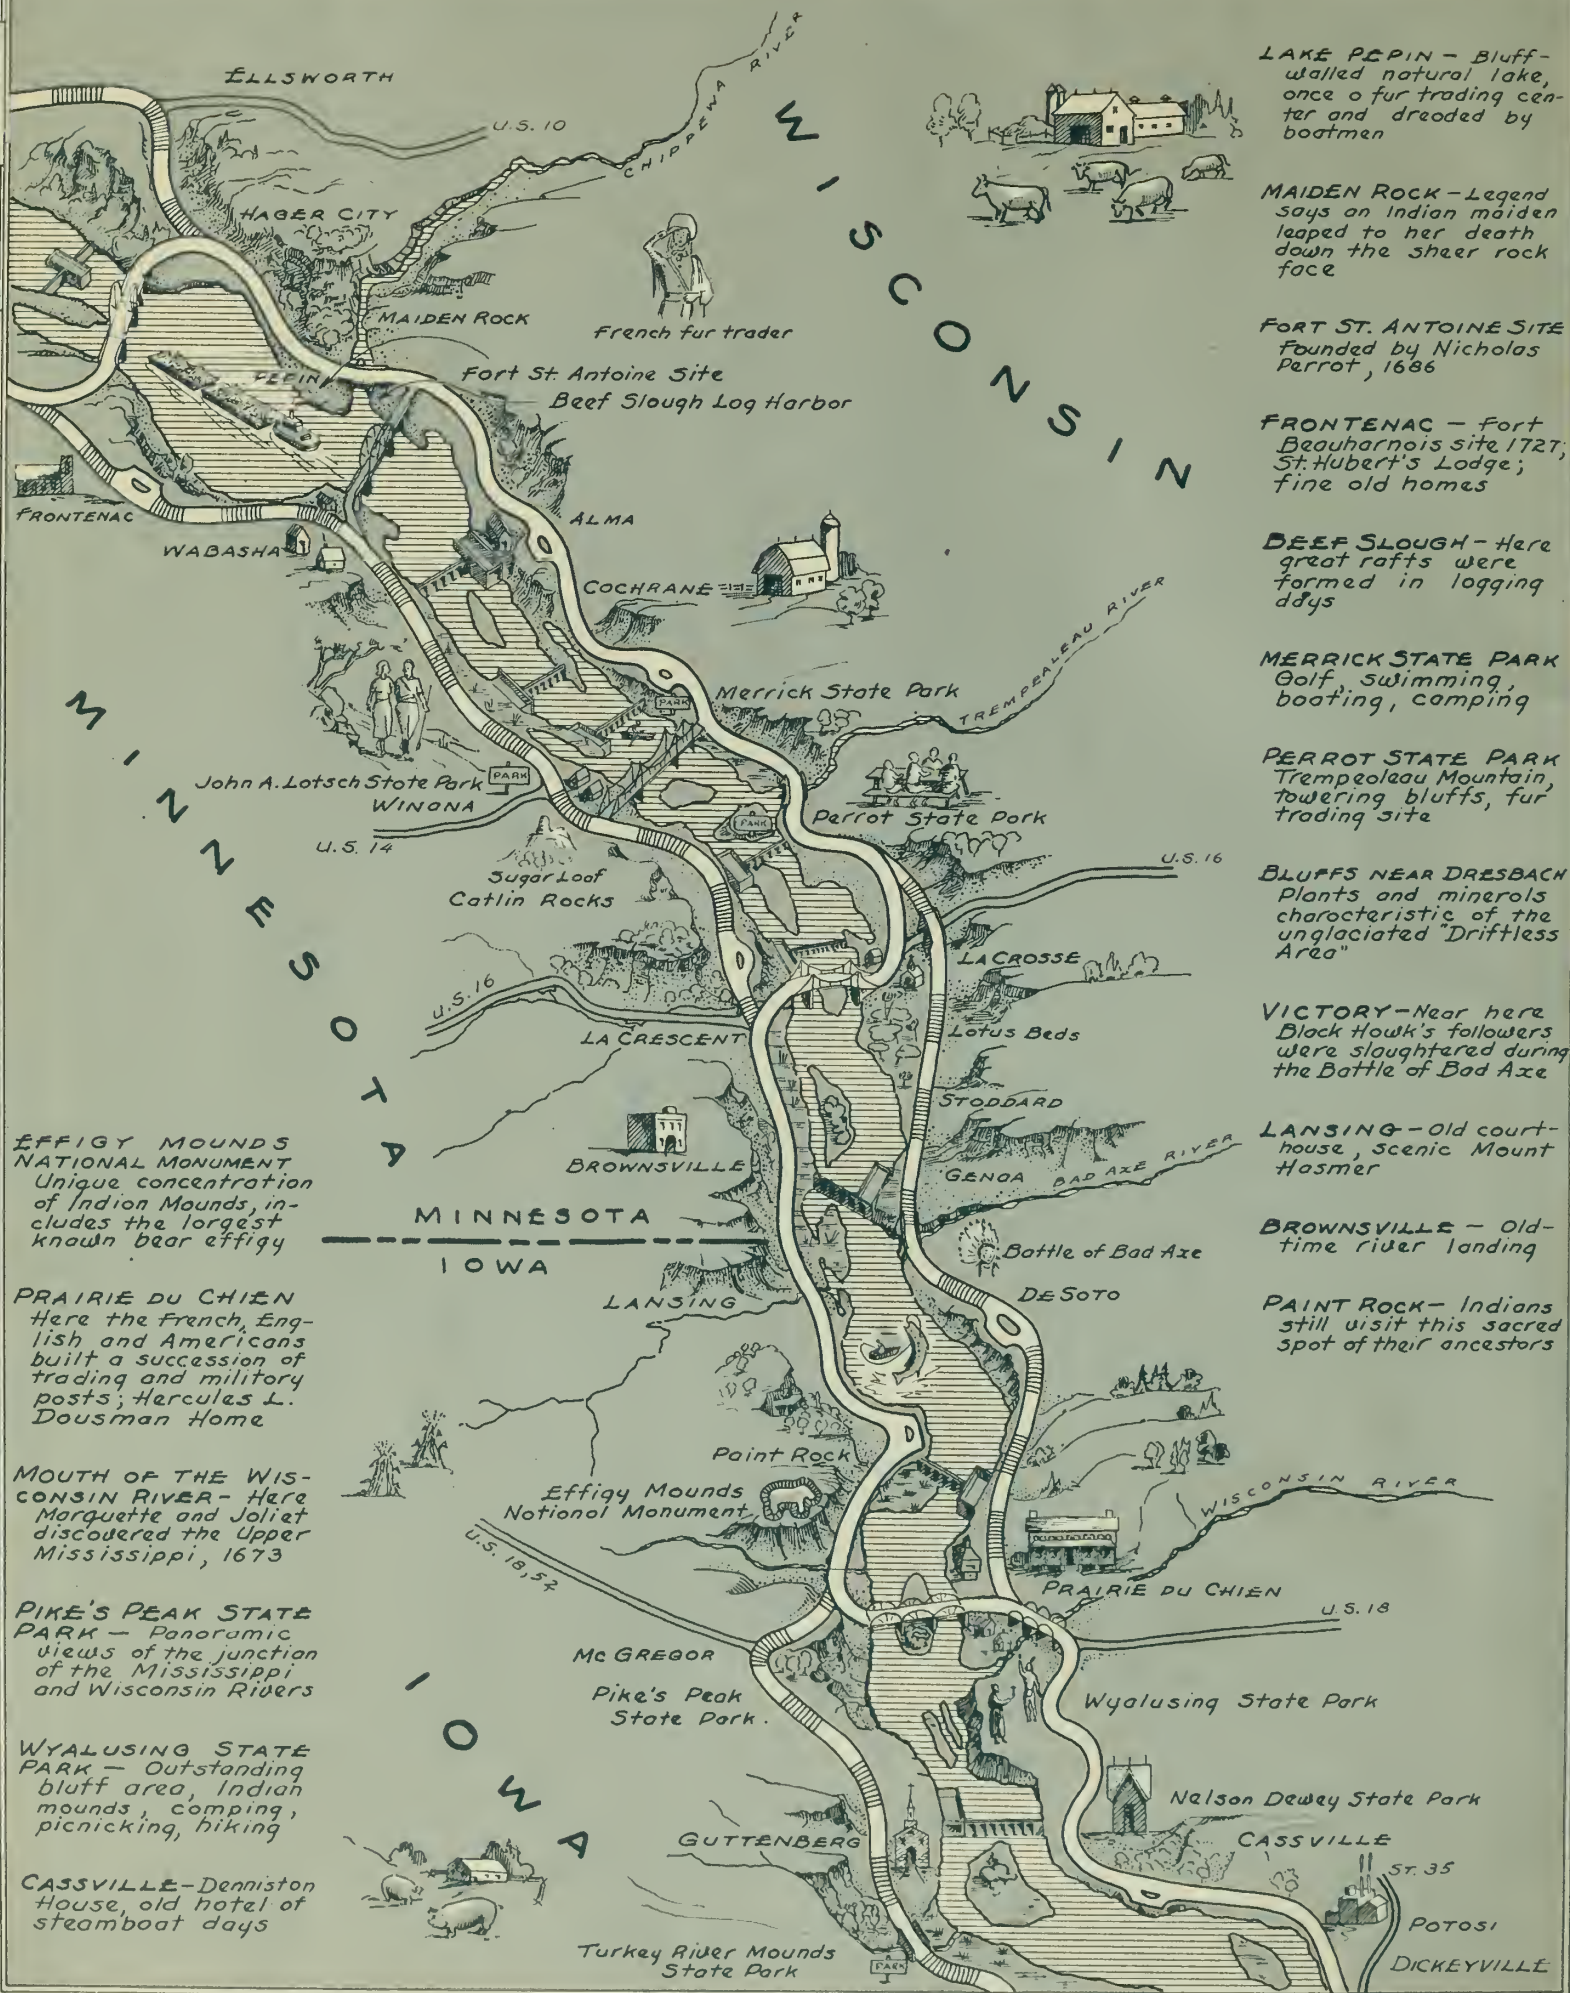 ELLSWORTH
U.S. 10
CHIPPEWA RIVER
WISCONSIN
HAGER CITY
MAIDEN ROCK
French fur trader
PEPIN
Fort St. Antoine Site
Beef Slough Log Harbor
FRONTENAC
WABASHA
ALMA
COCHRANE
TREMPEALEAU RIVER
Merrick State Park
PARK
MINNESOTA
John A. Lotsch State Park
PARK
WINONA
U.S. 14
PARK
Perrot State Park
Sugar Loaf
Catlin Rocks
U.S. 16
LA CROSSE
U.S. 16
LA CRESCENT
Lotus Beds
STODDARD
BROWNSVILLE
GENOA
BAD AXE RIVER
MINNESOTA
IOWA
Battle of Bad Axe
DE SOTO
LANSING
Paint Rock
Effigy Mounds
National Monument
WISCONSIN RIVER
U.S. 18, 52
PRAIRIE DU CHIEN
U.S. 18
MCGREGOR
Pike's Peak
State Park.
Wyalusing State Park
IOWA
Nelson Dewey State Park
GUTTENBERG
CASSVILLE
ST. 35
POTOSI
Turkey River Mounds
State Park
PARK
DICKEYVILLE
LAKE PEPIN — Bluff-
walled natural lake,
once a fur trading cen-
ter and dreaded by
boatmen
MAIDEN ROCK — Legend
says an Indian maiden
leaped to her death
down the sheer rock
face
FORT ST. ANTOINE SITE
Founded by Nicholas
Perrot, 1686
FRONTENAC — Fort
Beauharnois site 1727;
St. Hubert's Lodge;
fine old homes
BEEF SLOUGH — Here
great rafts were
formed in logging
days
MERRICK STATE PARK
Golf, swimming,
boating, camping
PERROT STATE PARK
Trempealeau Mountain,
towering bluffs, fur
trading site
BLUFFS NEAR DRESBACH
Plants and minerals
characteristic of the
unglaciated "Driftless
Area"
VICTORY — Near here
Black Hawk's followers
were slaughtered during
the Battle of Bad Axe
LANSING — Old court-
house, scenic Mount
Hosmer
BROWNSVILLE — Old-
time river landing
PAINT ROCK — Indians
still visit this sacred
spot of their ancestors
EFFIGY MOUNDS
NATIONAL MONUMENT
Unique concentration
of Indian Mounds, in-
cludes the largest
known bear effigy
PRAIRIE DU CHIEN
Here the French, Eng-
lish and Americans
built a succession of
trading and military
posts; Hercules L.
Dousman Home
MOUTH OF THE WIS-
CONSIN RIVER — Here
Marquette and Joliet
discovered the Upper
Mississippi, 1673
PIKE'S PEAK STATE
PARK — Panoramic
views of the junction
of the Mississippi
and Wisconsin Rivers
WYALUSING STATE
PARK — Outstanding
bluff area, Indian
mounds, camping,
picnicking, hiking
CASSVILLE — Denniston
House, old hotel of
steamboat days